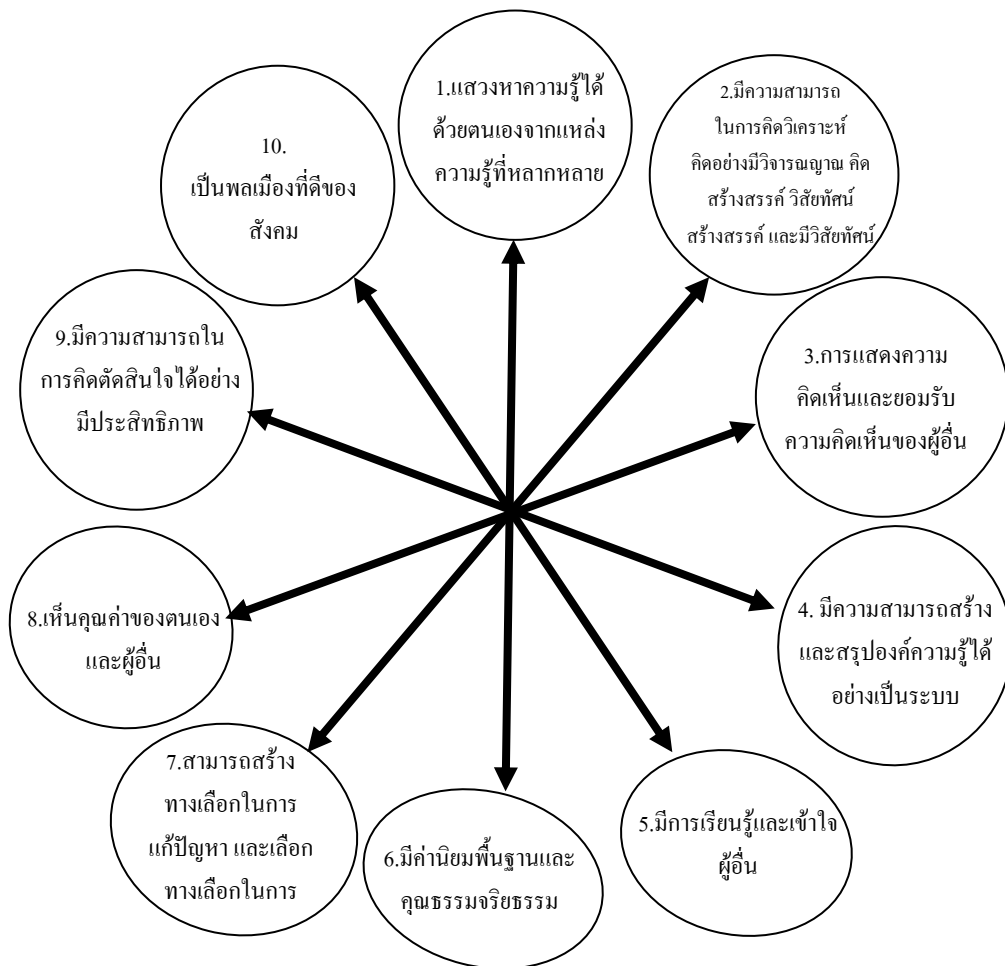 1.แสวงหาความรู้ได้
ด้วยตนเองจากแหล่ง
ความรู้ที่หลากหลาย
2.มีความสามารถ
ในการคิดวิเคราะห์
คิดอย่างมีวิจารณญาณ คิด
สร้างสรรค์ วิสัยทัศน์
สร้างสรรค์ และมีวิสัยทัศน์
3.การแสดงความ
คิดเห็นและยอมรับ
ความคิดเห็นของผู้อื่น
4. มีความสามารถสร้าง
และสรุปองค์ความรู้ได้
อย่างเป็นระบบ
5.มีการเรียนรู้และเข้าใจ
ผู้อื่น
6.มีค่านิยมพื้นฐานและ
คุณธรรมจริยธรรม
7.สามารถสร้าง
ทางเลือกในการ
แก้ปัญหา และเลือก
ทางเลือกในการ
8.เห็นคุณค่าของตนเอง
และผู้อื่น
9.มีความสามารถใน
การคิดตัดสินใจได้อย่าง
มีประสิทธิภาพ
10.
เป็นพลเมืองที่ดีของ
สังคม